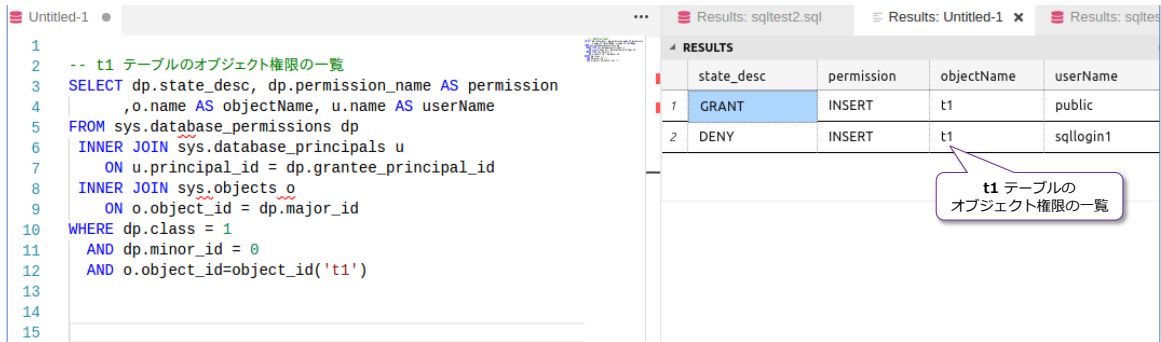 Untitled-1
1
2 -- t1 テーブルのオブジェクト権限の一覧
3 SELECT dp.state_desc, dp.permission_name AS permission
4 ,o.name AS objectName, u.name AS userName
5 FROM sys.database_permissions dp
6 INNER JOIN sys.database_principals u
7 ON u.principal_id = dp.grantee_principal_id
8 INNER JOIN sys.objects o
9 ON o.object_id = dp.major_id
10 WHERE dp.class = 1
11 AND dp.minor_id = 0
12 AND o.object_id=object_id('t1')
13
14
15
Results: sqltest2.sql Results: Untitled-1 Results: sqltes
RESULTS
state_desc permission objectName userName
1 GRANT INSERT t1 public
2 DENY INSERT t1 sqllogin1
t1 テーブルの
オブジェクト権限の一覧